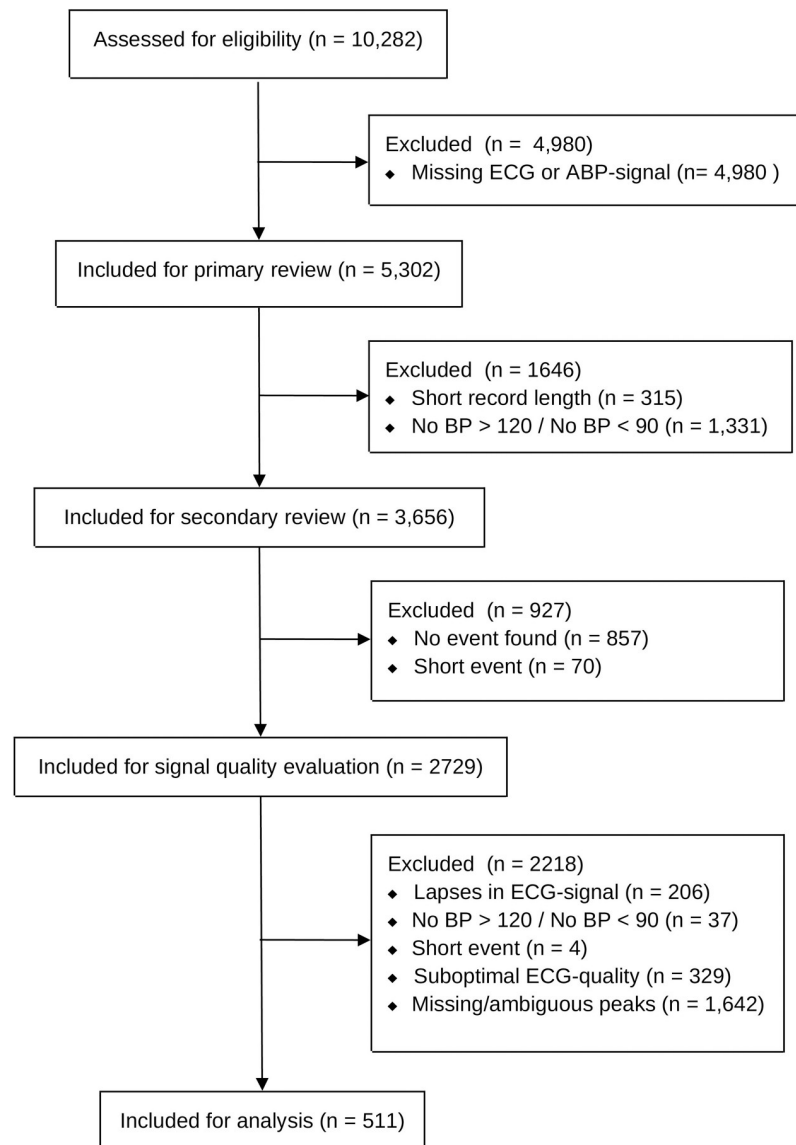 Assessed for eligibility (n = 10,282)
Excluded (n = 4,980)
◆ Missing ECG or ABP-signal (n= 4,980 )
Included for primary review (n = 5,302)
Excluded (n = 1646)
◆ Short record length (n = 315)
◆ No BP > 120 / No BP < 90 (n = 1,331)
Included for secondary review (n = 3,656)
Excluded (n = 927)
◆ No event found (n = 857)
◆ Short event (n = 70)
Included for signal quality evaluation (n = 2729)
Excluded (n = 2218)
◆ Lapses in ECG-signal (n = 206)
◆ No BP > 120 / No BP < 90 (n = 37)
◆ Short event (n = 4)
◆ Suboptimal ECG-quality (n = 329)
◆ Missing/ambiguous peaks (n = 1,642)
Included for analysis (n = 511)